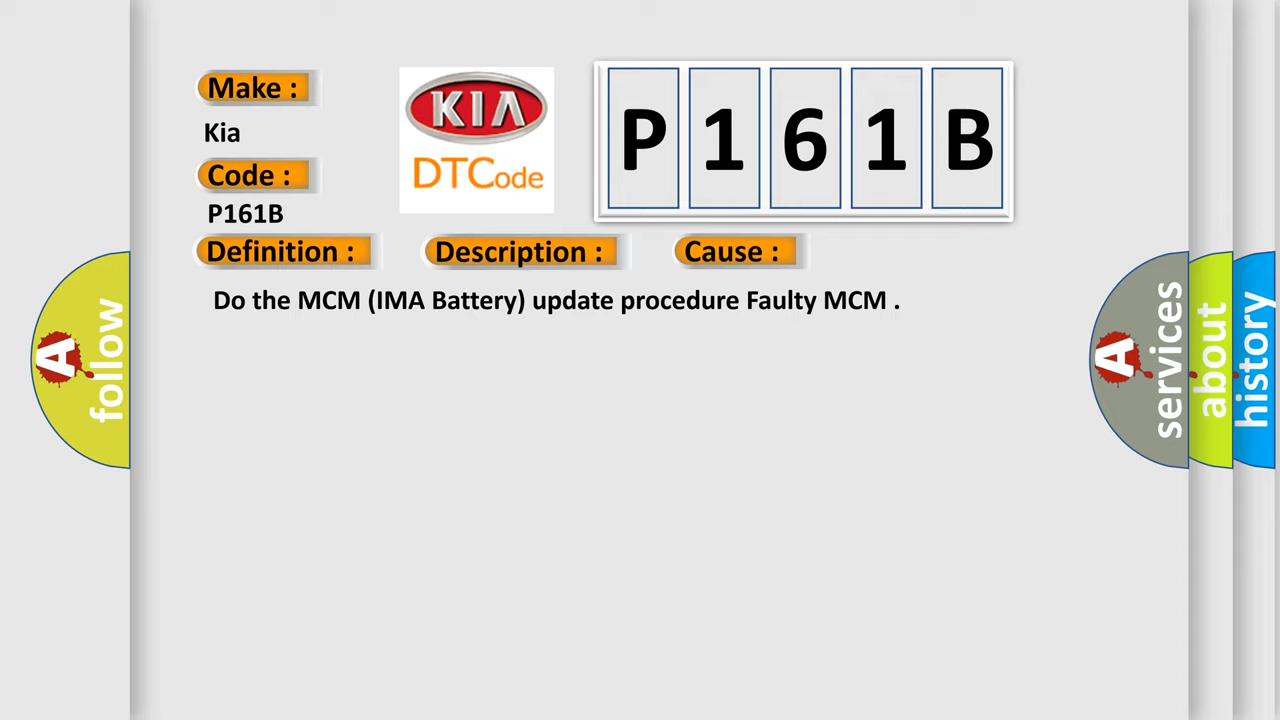 Make :
Kia
Code :
P161B
KIA
DTCode
P 1 6 1 B
Definition :
Description :
Cause :
Do the MCM (IMA Battery) update procedure Faulty MCM .
A
follow
A
services
about
history